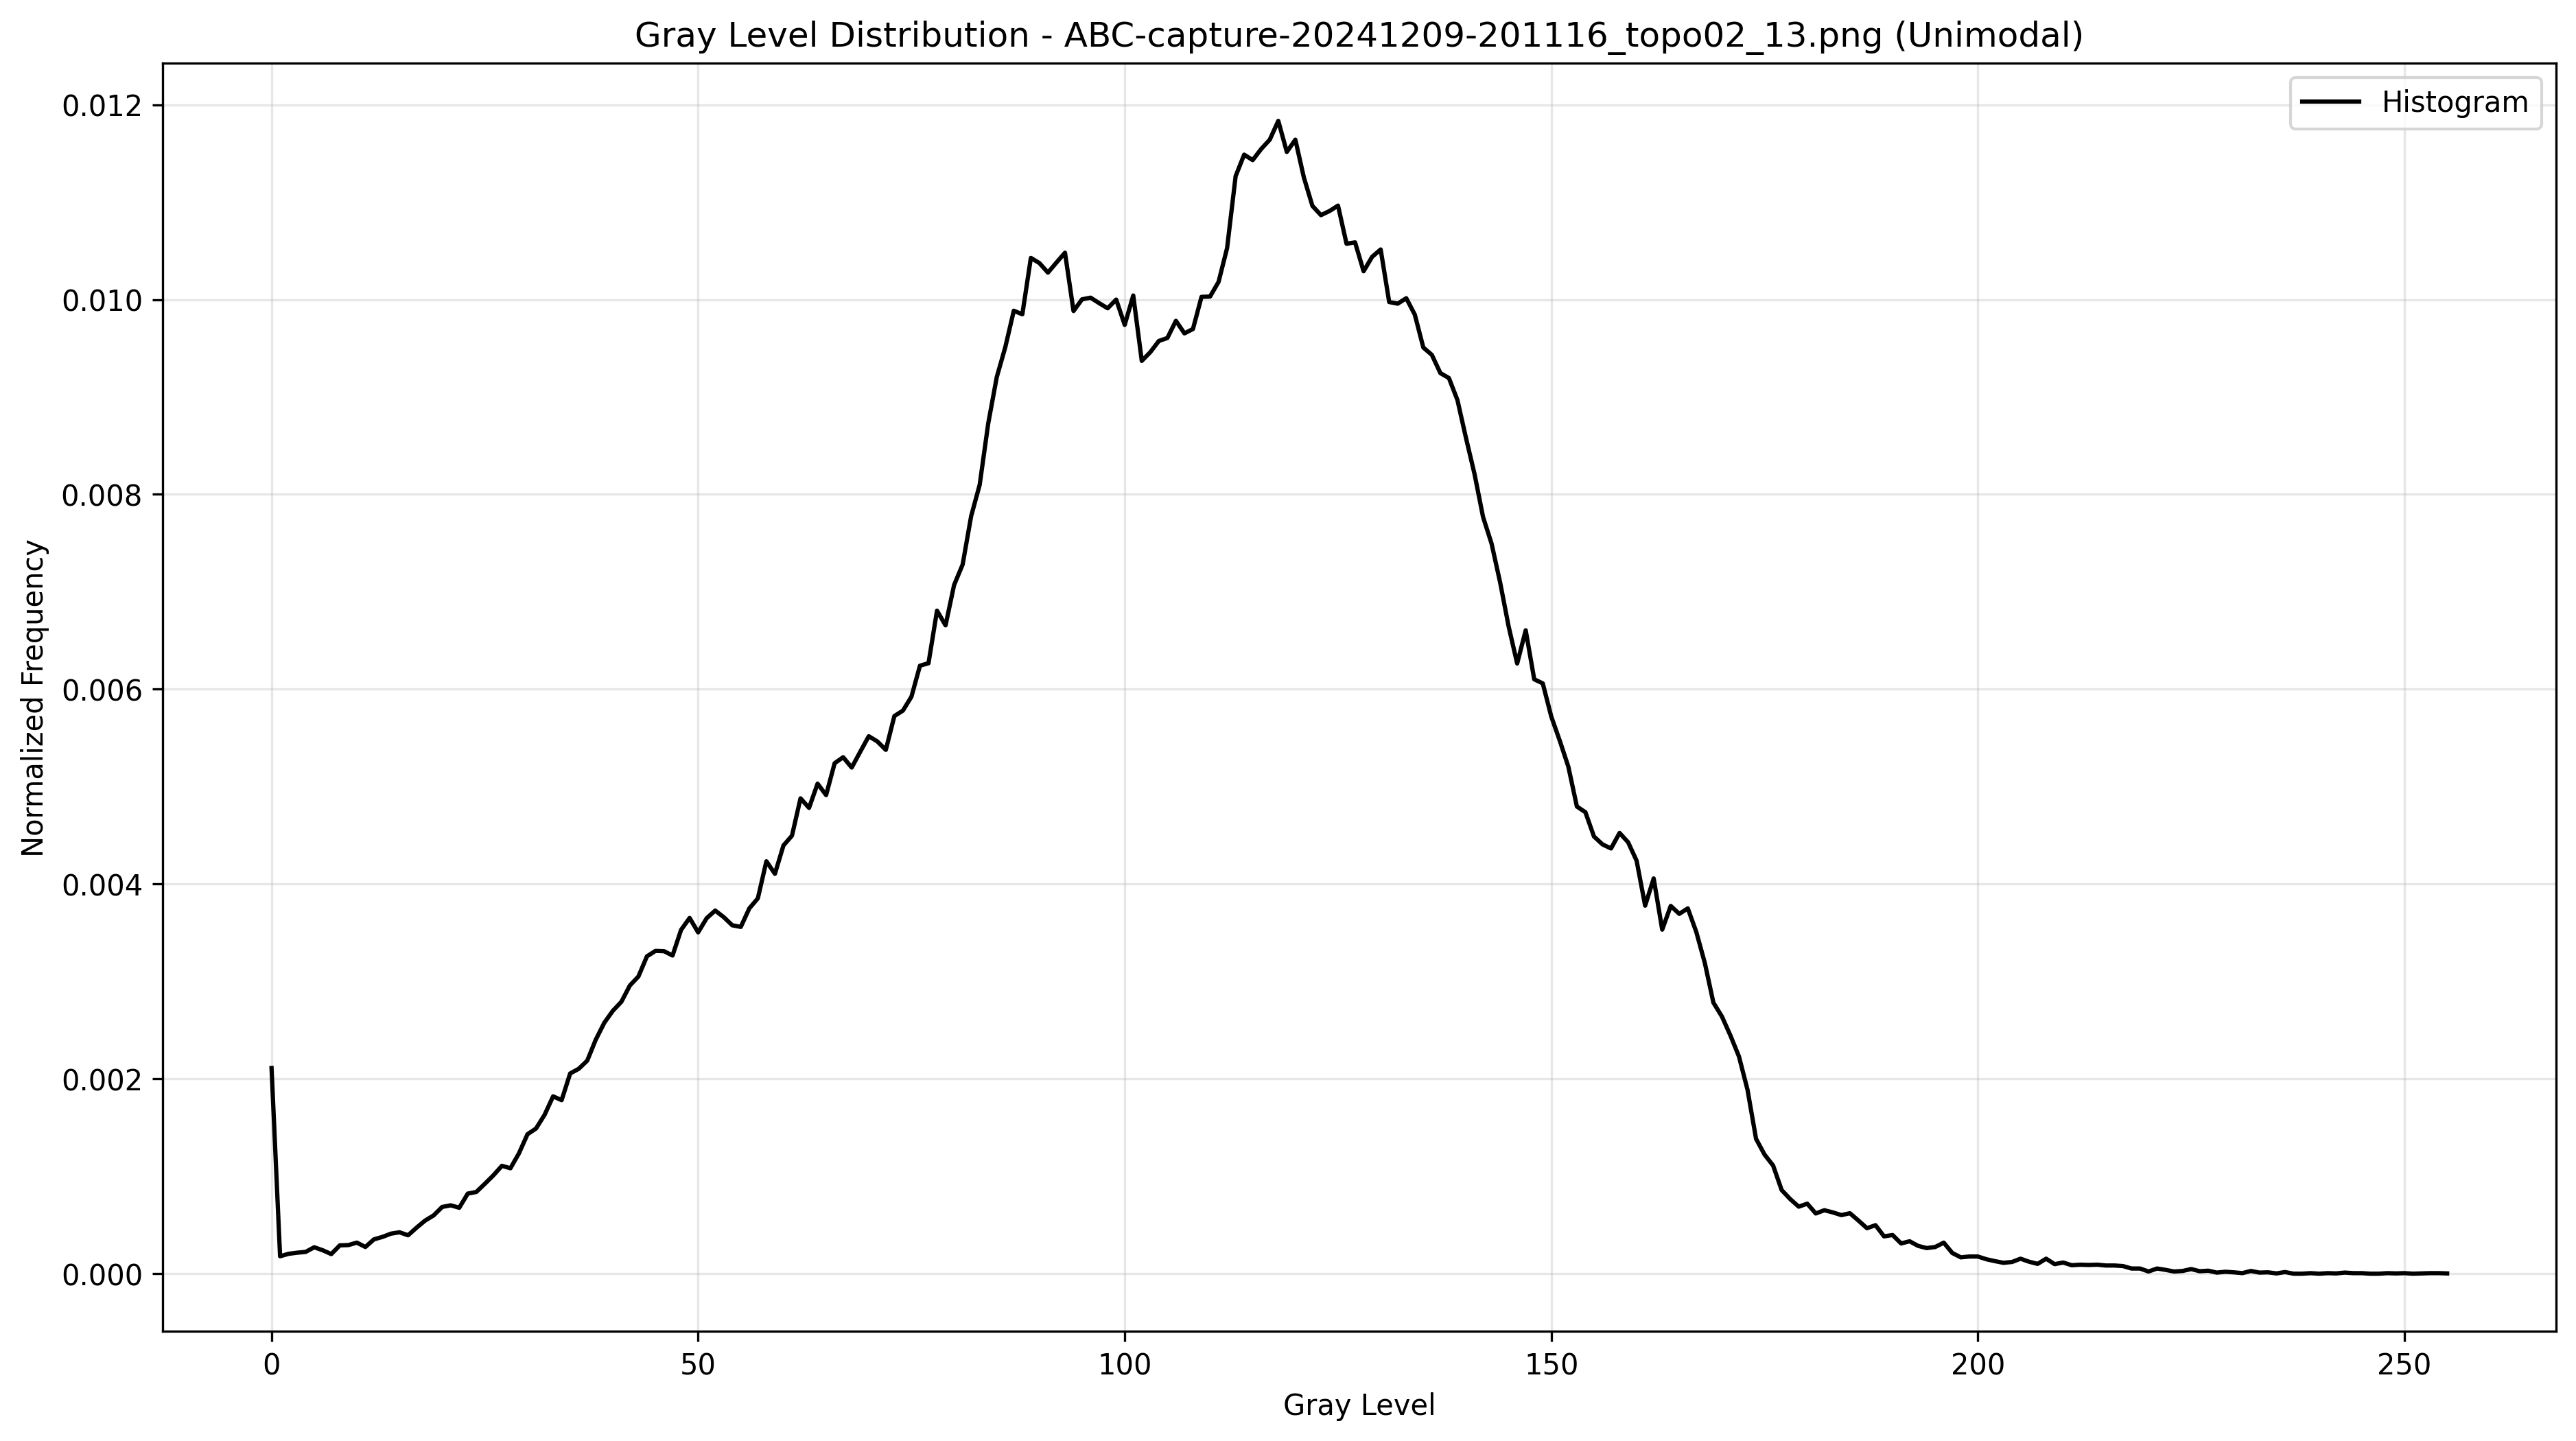 Gray Level Distribution - ABC-capture-20241209-201116_topo02_13.png (Unimodal)
Histogram
0.012
0.010
0.008
0.006
0.004
0.002
0.000
Normalized Frequency
0 50 100 150 200 250
Gray Level